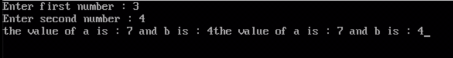 Enter first number : 3
Enter second number : 4
the value of a is : 7 and b is : 4the value of a is : 7 and b is : 4_